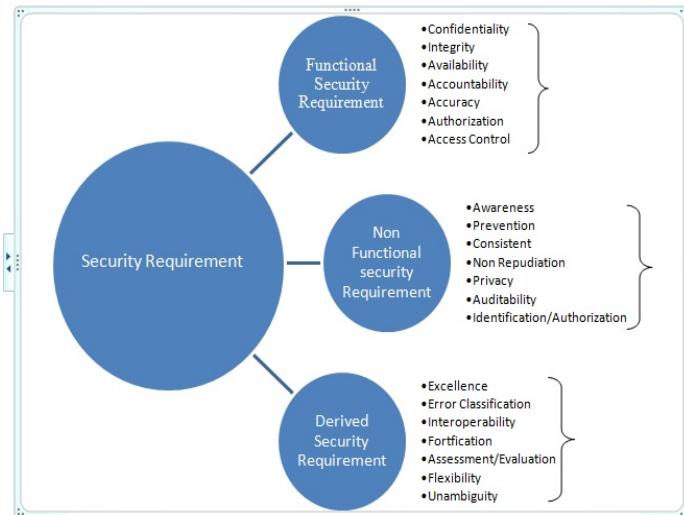 Security Requirement
Functional
Security
Requirement
•Confidentiality
•Integrity
•Availability
•Accountability
•Accuracy
•Authorization
•Access Control
Non
Functional
security
Requirement
•Awareness
•Prevention
•Consistent
•Non Repudiation
•Privacy
•Auditability
•Identification/Authorization
Derived
Security
Requirement
•Excellence
•Error Classification
•Interoperability
•Fortfication
•Assessment/Evaluation
•Flexibility
•Unambiguity